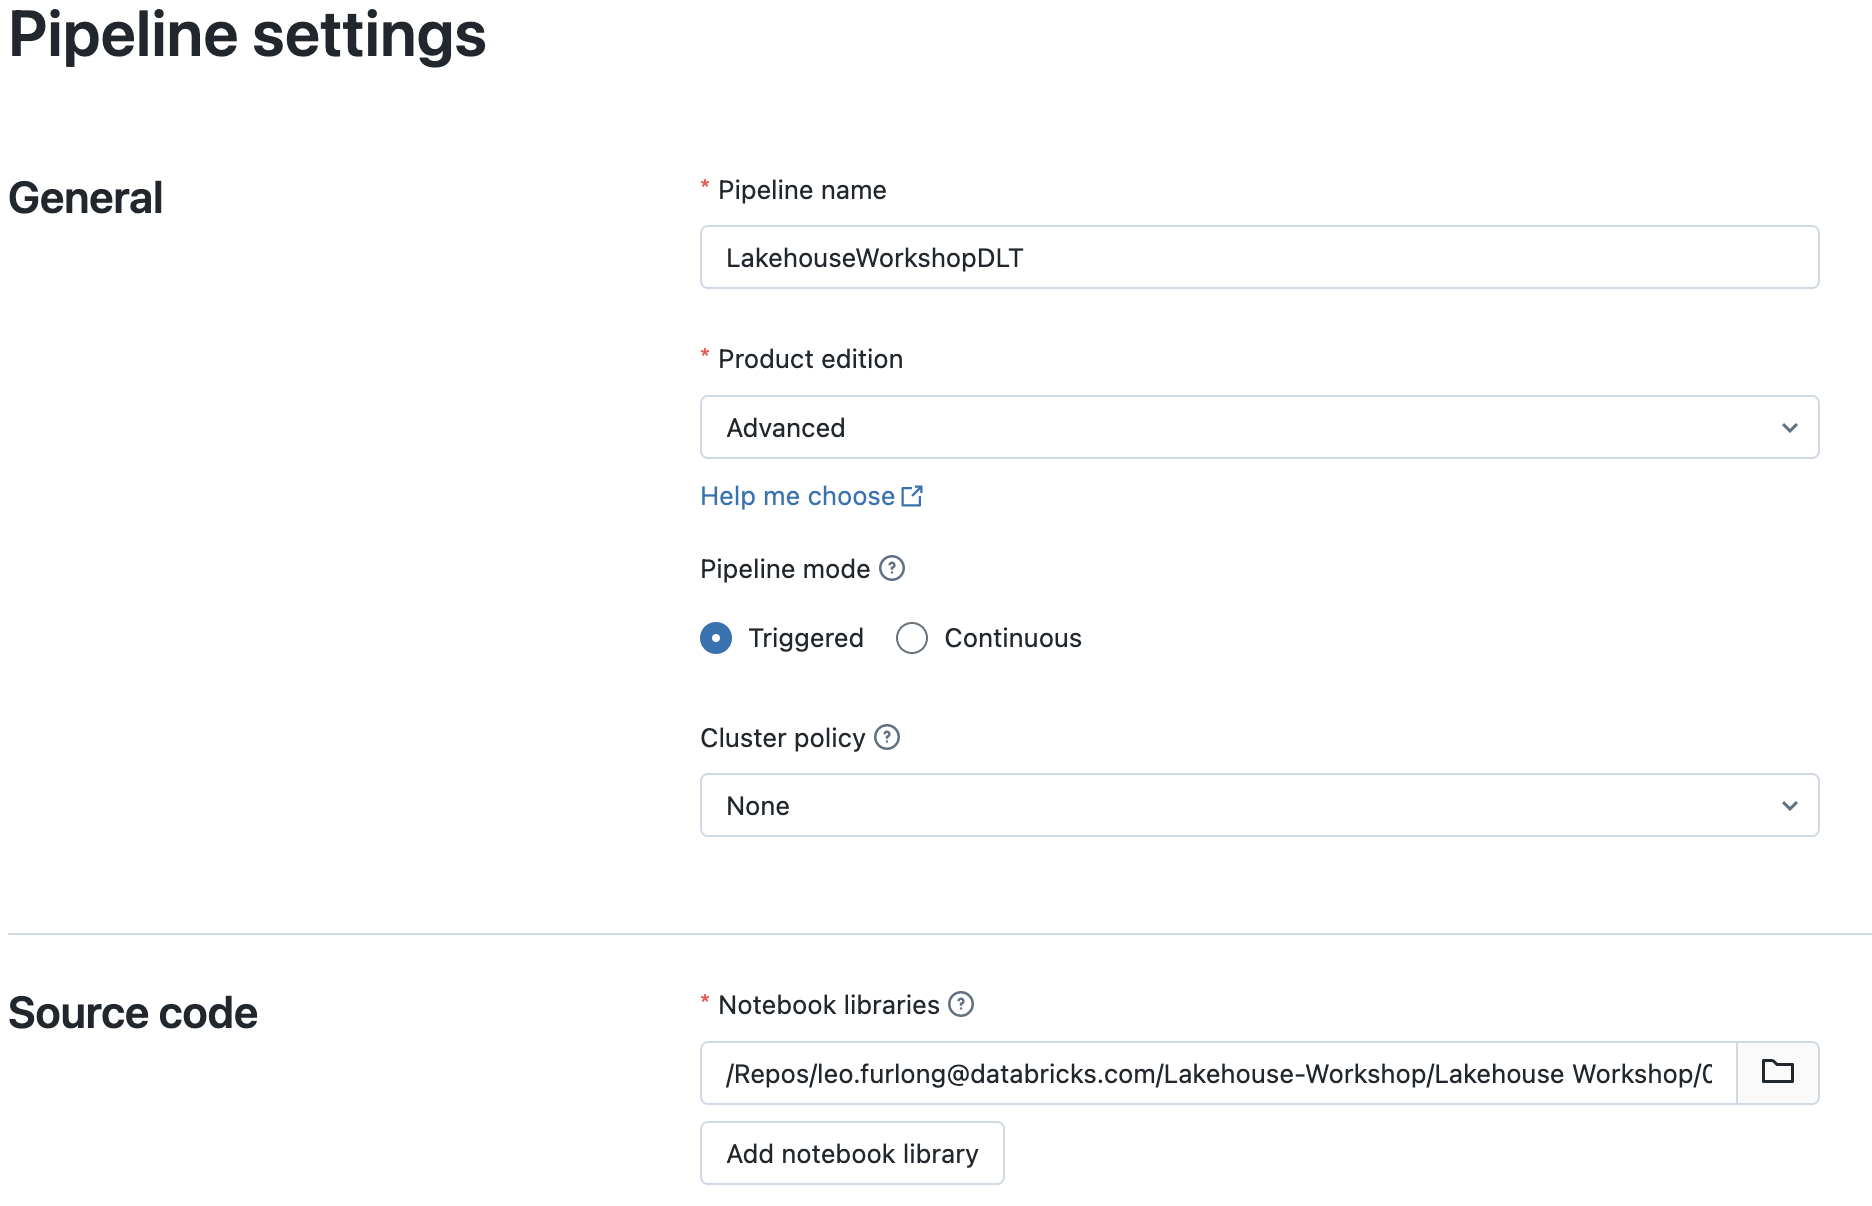 Pipeline settings
General
* Pipeline name
LakehouseWorkshopDLT
* Product edition
Advanced
Help me choose
Pipeline mode ?
Triggered
Continuous
Cluster policy ?
None
Source code
* Notebook libraries ?
/Repos/leo.furlong@databricks.com/Lakehouse-Workshop/Lakehouse Workshop/
Add notebook library